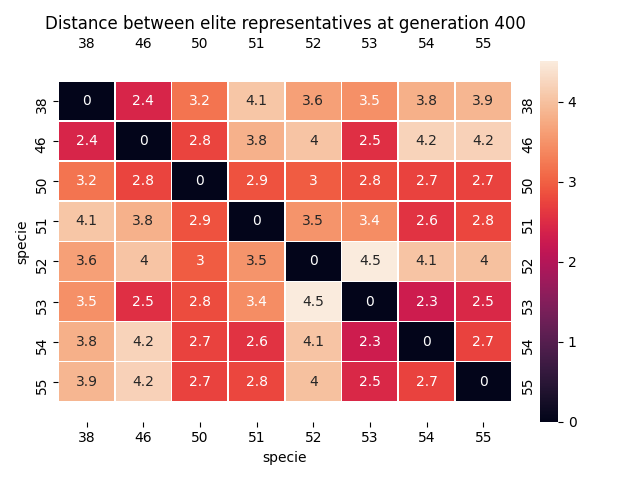 Distance between elite representatives at generation 400
38 46 50 51 52 53 54 55
38 0 2.4 3.2 4.1 3.6 3.5 3.8 3.9 38
46 2.4 0 2.8 3.8 4 2.5 4.2 4.2 46
50 3.2 2.8 0 2.9 3 2.8 2.7 2.7 50
51 4.1 3.8 2.9 0 3.5 3.4 2.6 2.8 51
52 3.6 4 3 3.5 0 4.5 4.1 4 52
53 3.5 2.5 2.8 3.4 4.5 0 2.3 2.5 53
54 3.8 4.2 2.7 2.6 4.1 2.3 0 2.7 54
55 3.9 4.2 2.7 2.8 4 2.5 2.7 0 55
38 46 50 51 52 53 54 55
specie
specie
4
3
2
1
0